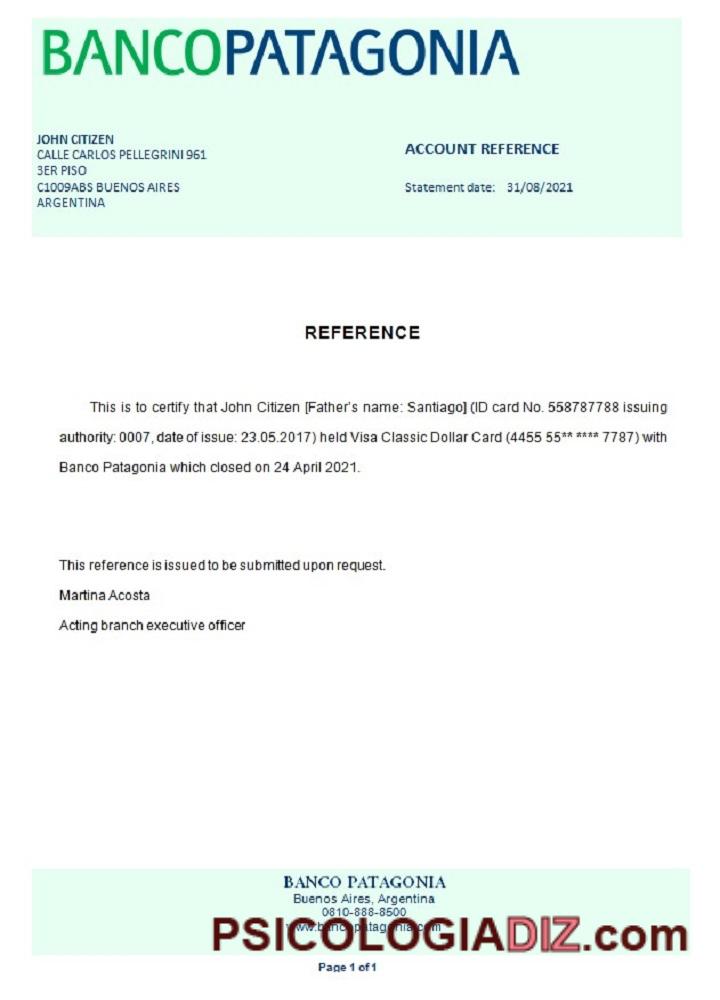 BANCOPATAGONIA
JOHN CITIZEN
CALLE CARLOS PELLEGRINI 961
3ER PISO
C1009ABS BUENOS AIRES
ARGENTINA
ACCOUNT REFERENCE
Statement date: 31/08/2021
REFERENCE
This is to certify that John Citizen [Father's name: Santiago] (ID card No. 558787788 issuing
authority: 0007, date of issue: 23.05.2017) held Visa Classic Dollar Card (4455 55** **** 7787) with
Banco Patagonia which closed on 24 April 2021.
This reference is issued to be submitted upon request.
Martina Acosta
Acting branch executive officer
BANCO PATAGONIA
Buenos Aires, Argentina
0810-888-8500
www.bancopatagonia.com
PSICOLOGIADIZ.com
Page 1 of 1